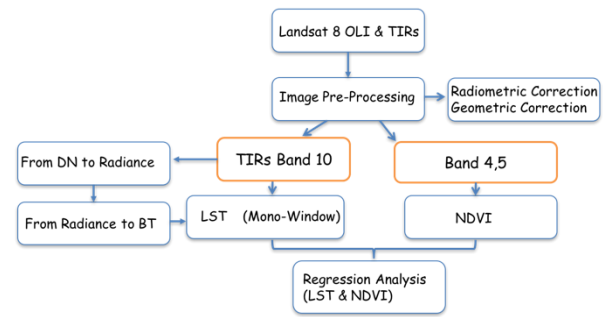 Landsat 8 OLI & TIRs
Image Pre-Processing
Radiometric Correction
Geometric Correction
From DN to Radiance
TIRs Band 10
Band 4,5
From Radiance to BT
LST (Mono-Window)
NDVI
Regression Analysis
(LST & NDVI)